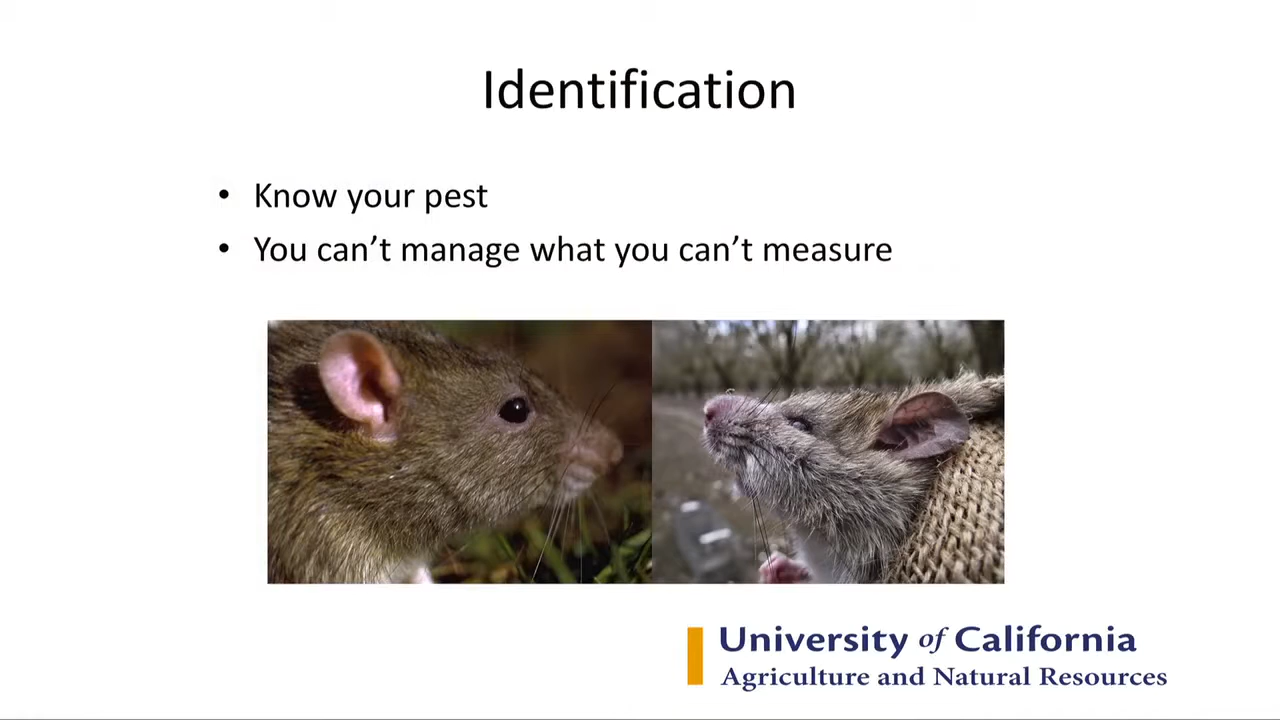 Identification
• Know your pest
• You can’t manage what you can’t measure
University of California
Agriculture and Natural Resources